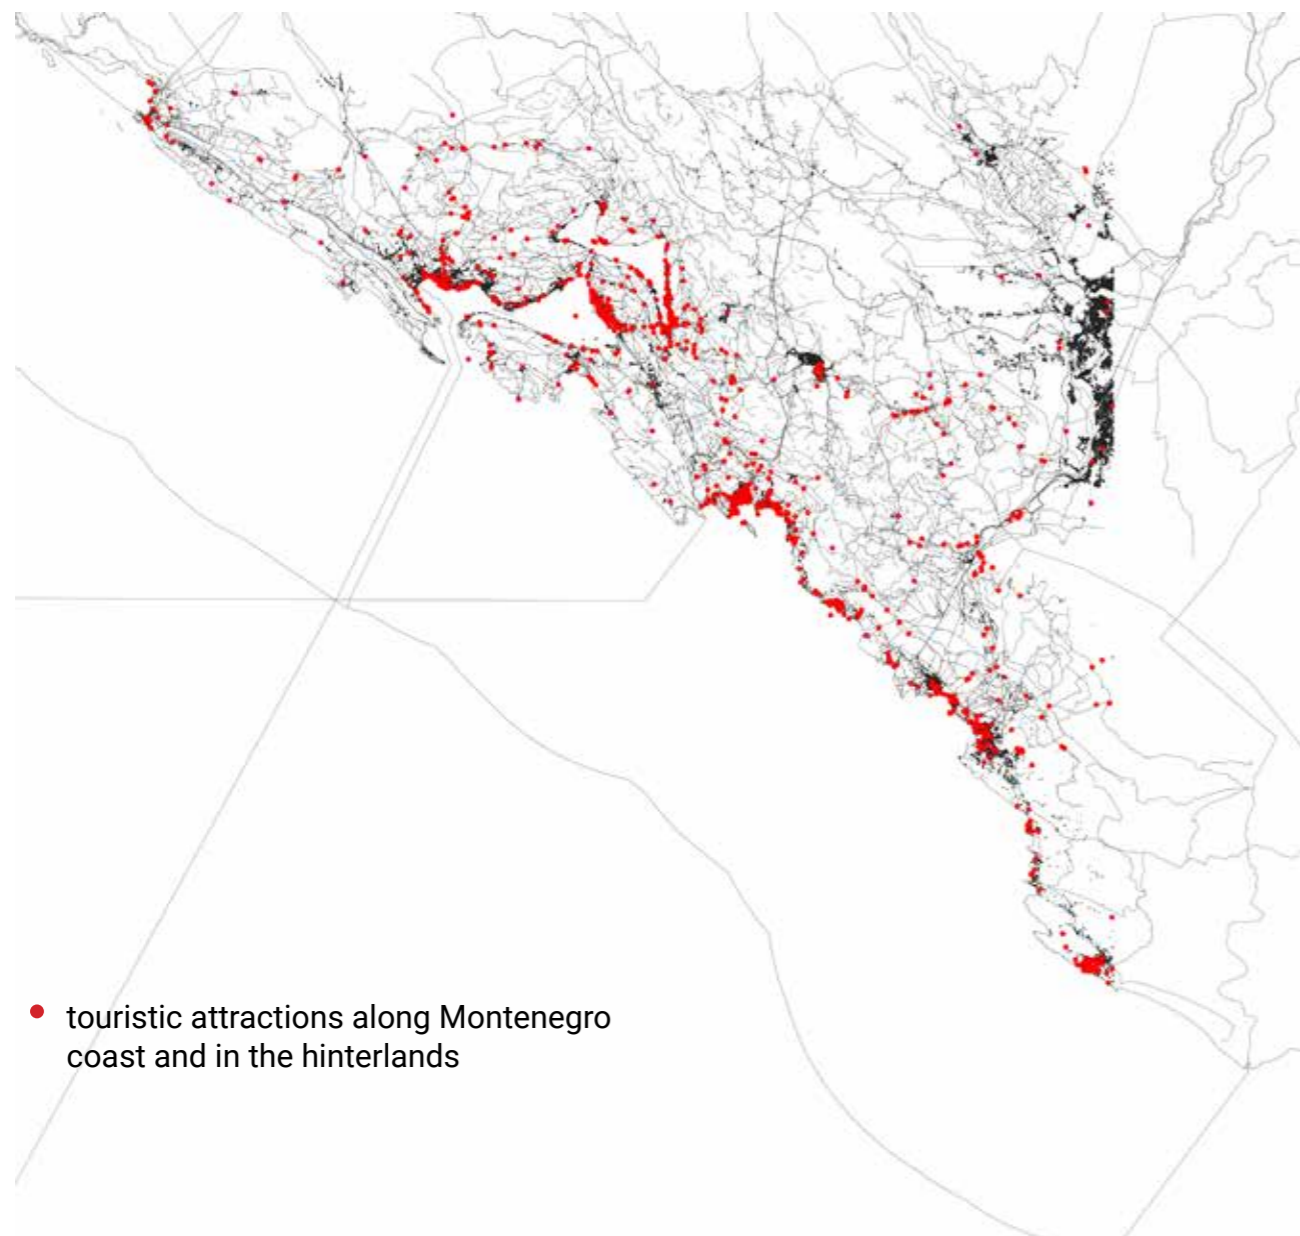 touristic attractions along Montenegro
coast and in the hinterlands